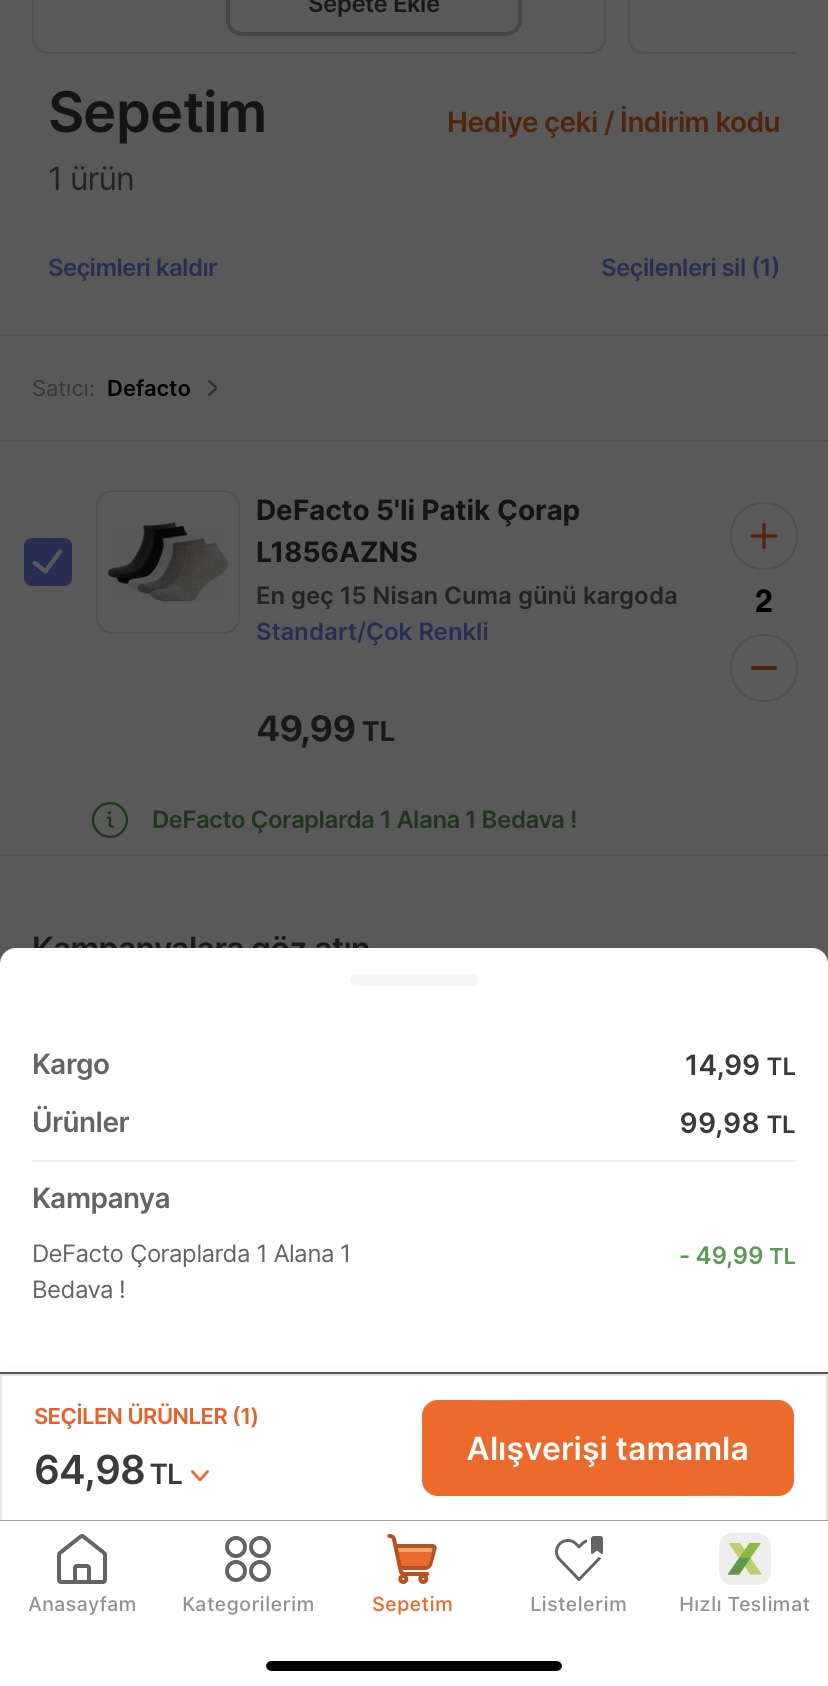 Sepete Ekle
Sepetim
Hediye çeki / İndirim kodu
1 ürün
Seçimleri kaldır
Seçilenleri sil (1)
Satıcı: Defacto
DeFacto 5'li Patik Çorap
L1856AZNS
En geç 15 Nisan Cuma günü kargoda
Standart/Çok Renkli
2
49,99 TL
DeFacto Çoraplarda 1 Alana 1 Bedava !
Kampanyalara göz atın
Kargo
14,99 TL
Ürünler
99,98 TL
Kampanya
DeFacto Çoraplarda 1 Alana 1
Bedava !
- 49,99 TL
SEÇİLEN ÜRÜNLER (1)
64,98 TL
Alışverişi tamamla
Anasayfam
Kategorilerim
Sepetim
Listelerim
Hızlı Teslimat